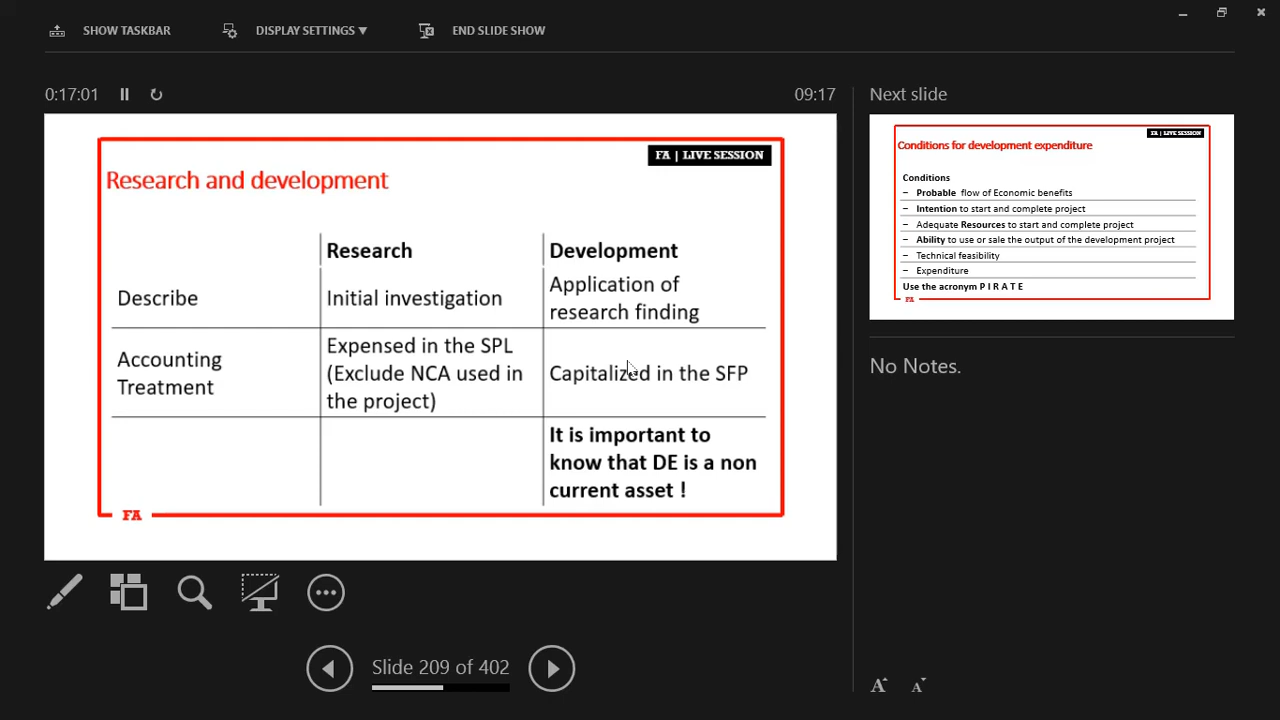 SHOW TASKBAR
DISPLAY SETTINGS ▼
END SLIDE SHOW
0:17:01
09:17
FA | LIVE SESSION
Research and development
Research
Development
Describe
Initial investigation
Application of
research finding
Accounting
Treatment
Expensed in the SPL
(Exclude NCA used in
the project)
Capitalized in the SFP
It is important to
know that DE is a non
current asset !
FA
Slide 209 of 402
Next slide
FA | LIVE SESSION
Conditions for development expenditure
Conditions
– Probable flow of Economic benefits
– Intention to start and complete project
– Adequate Resources to start and complete project
– Ability to use or sale the output of the development project
– Technical feasibility
– Expenditure
Use the acronym P I R A T E
FA
No Notes.
A
A